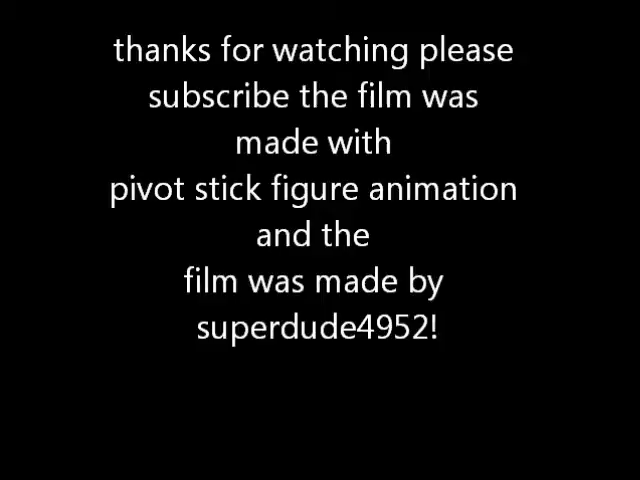 thanks for watching please
subscribe the film was
made with
pivot stick figure animation
and the
film was made by
superdude4952!